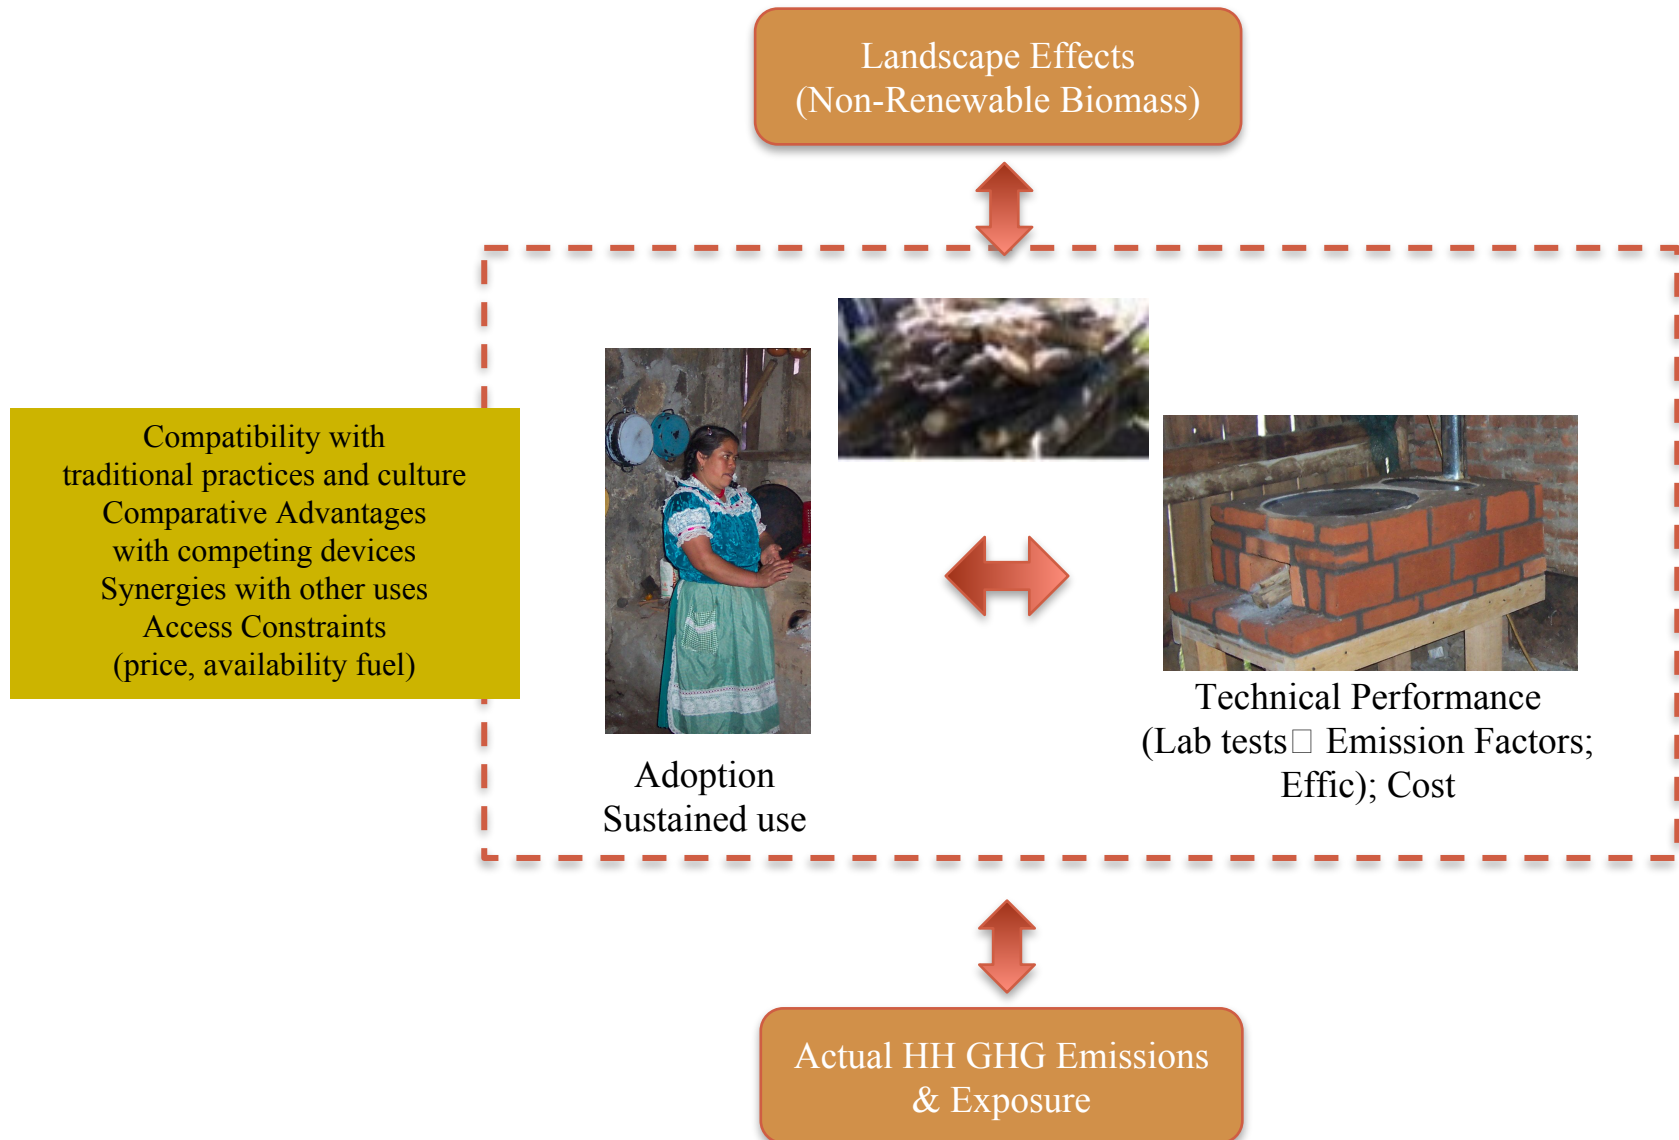 Landscape Effects
(Non-Renewable Biomass)
Compatibility with
traditional practices and culture
Comparative Advantages
with competing devices
Synergies with other uses
Access Constraints
(price, availability fuel)
Adoption
Sustained use
Technical Performance
(Lab tests□ Emission Factors;
Effic); Cost
Actual HH GHG Emissions
& Exposure